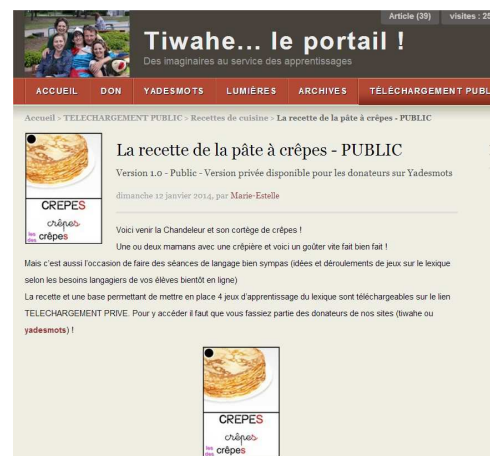 Article (39) visites : 25
Tiwahe... le portail !
Des imaginaires au service des apprentissages
ACCUEIL DON YADESMOTS LUMIÈRES ARCHIVES TÉLÉCHARGEMENT PUBL
Accueil > TELECHARGEMENT PUBLIC > Recettes de cuisine > La recette de la pâte à crêpes - PUBLIC
La recette de la pâte à crêpes - PUBLIC
Version 1.0 - Public - Version privée disponible pour les donateurs sur Yadesmots
dimanche 12 janvier 2014, par Marie-Estelle
CREPES
crêpes
les
des
crêpes
Voici venir la Chandeleur et son cortège de crêpes !
Une ou deux mamans avec une crêpière et voici un goûter vite fait bien fait !
Mais c'est aussi l'occasion de faire des séances de langage bien sympas (idées et déroulements de jeux sur le lexique
selon les besoins langagiers de vos élèves bientôt en ligne)
La recette et une base permettant de mettre en place 4 jeux d'apprentissage du lexique sont téléchargeables sur le lien
TELECHARGEMENT PRIVE. Pour y accéder il faut que vous fassiez partie des donateurs de nos sites (tiwahe ou
yadesmots) !
CREPES
crêpes
les
des
crêpes